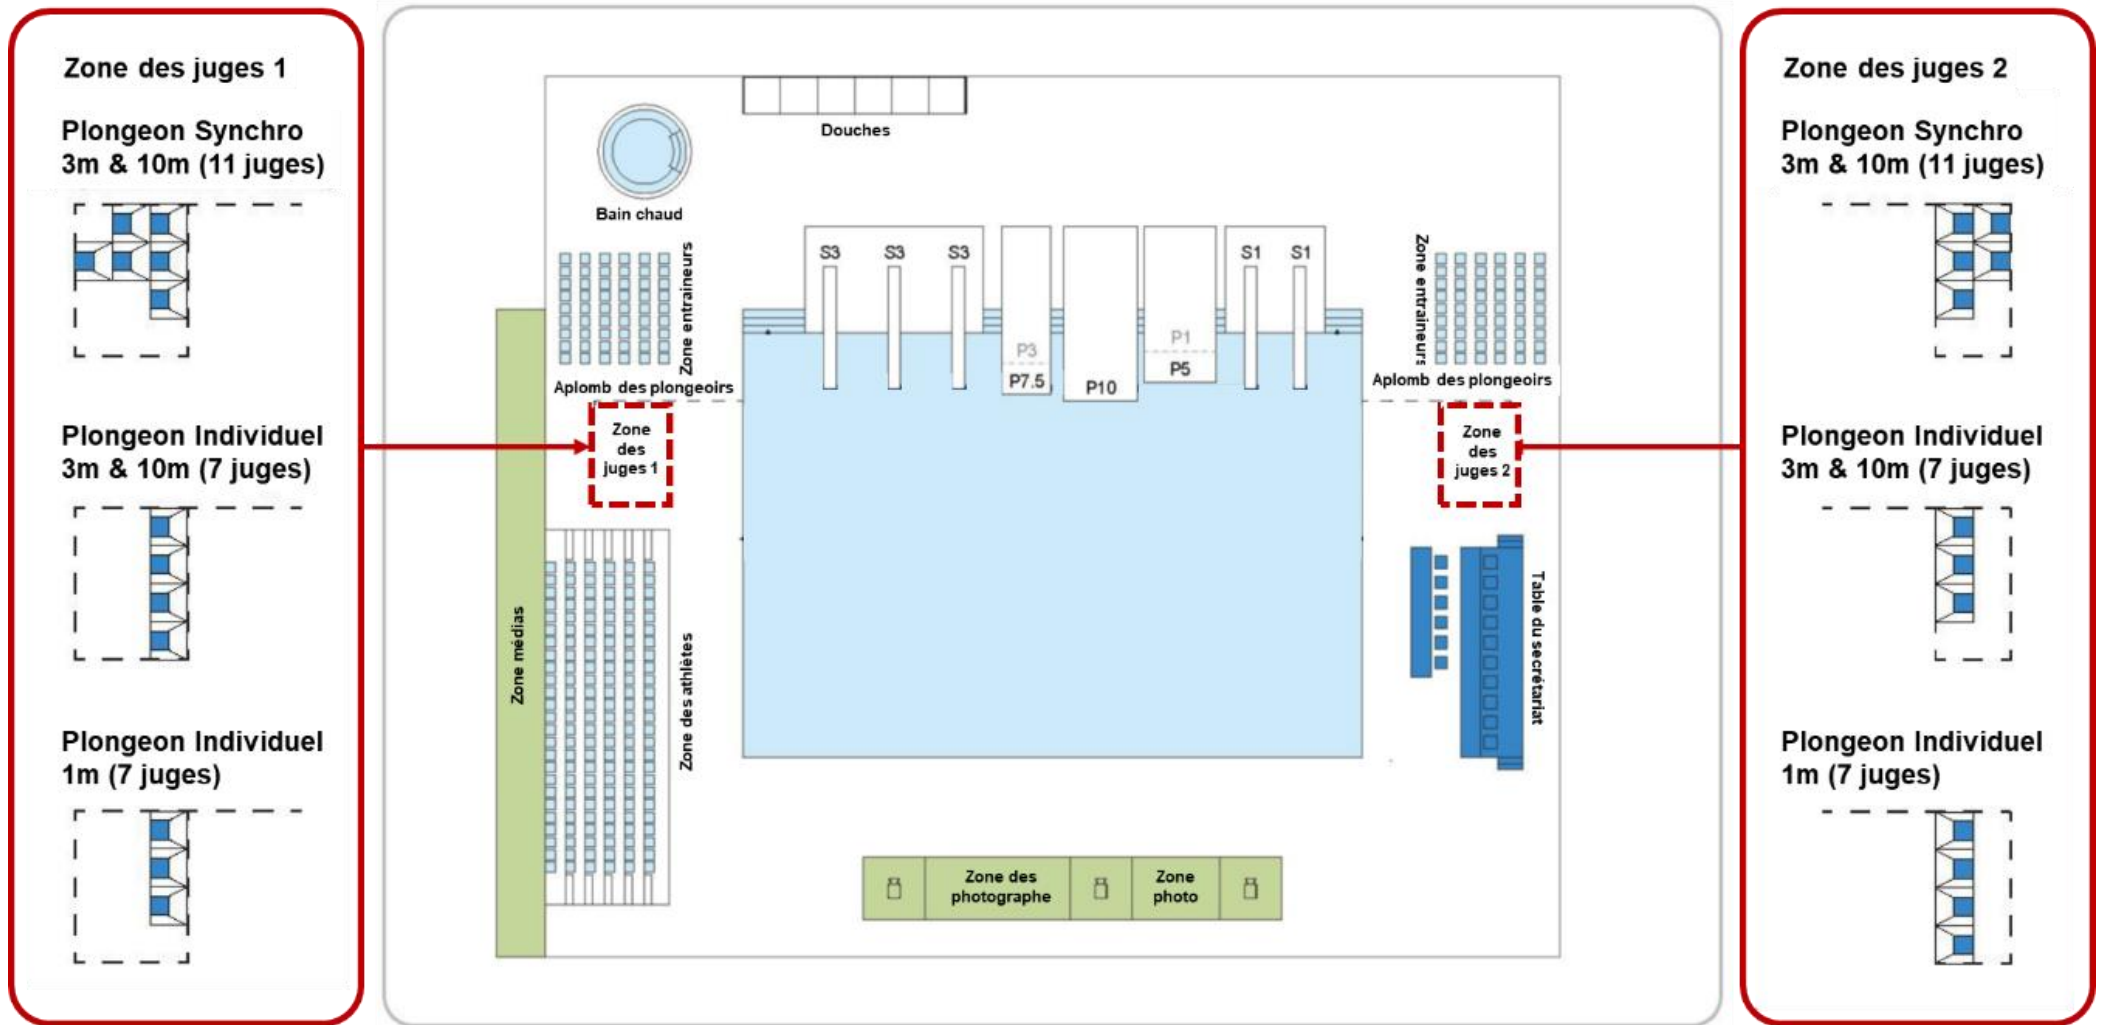 Zone des juges 1
Plongeon Synchro
3m & 10m (11 juges)
Plongeon Individuel
3m & 10m (7 juges)
Plongeon Individuel
1m (7 juges)
Douches
Bain chaud
Zone entraineurs
S3
S3
S3
P3
P7.5
P10
P1
P5
S1
S1
Zone entraineurs
Aplomb des plongeoirs
Aplomb des plongeoirs
Zone
des
juges 1
Zone
des
juges 2
Zone médias
Zone des athlètes
Table du secrétariat
Zone des
photographe
Zone
photo
Zone des juges 2
Plongeon Synchro
3m & 10m (11 juges)
Plongeon Individuel
3m & 10m (7 juges)
Plongeon Individuel
1m (7 juges)